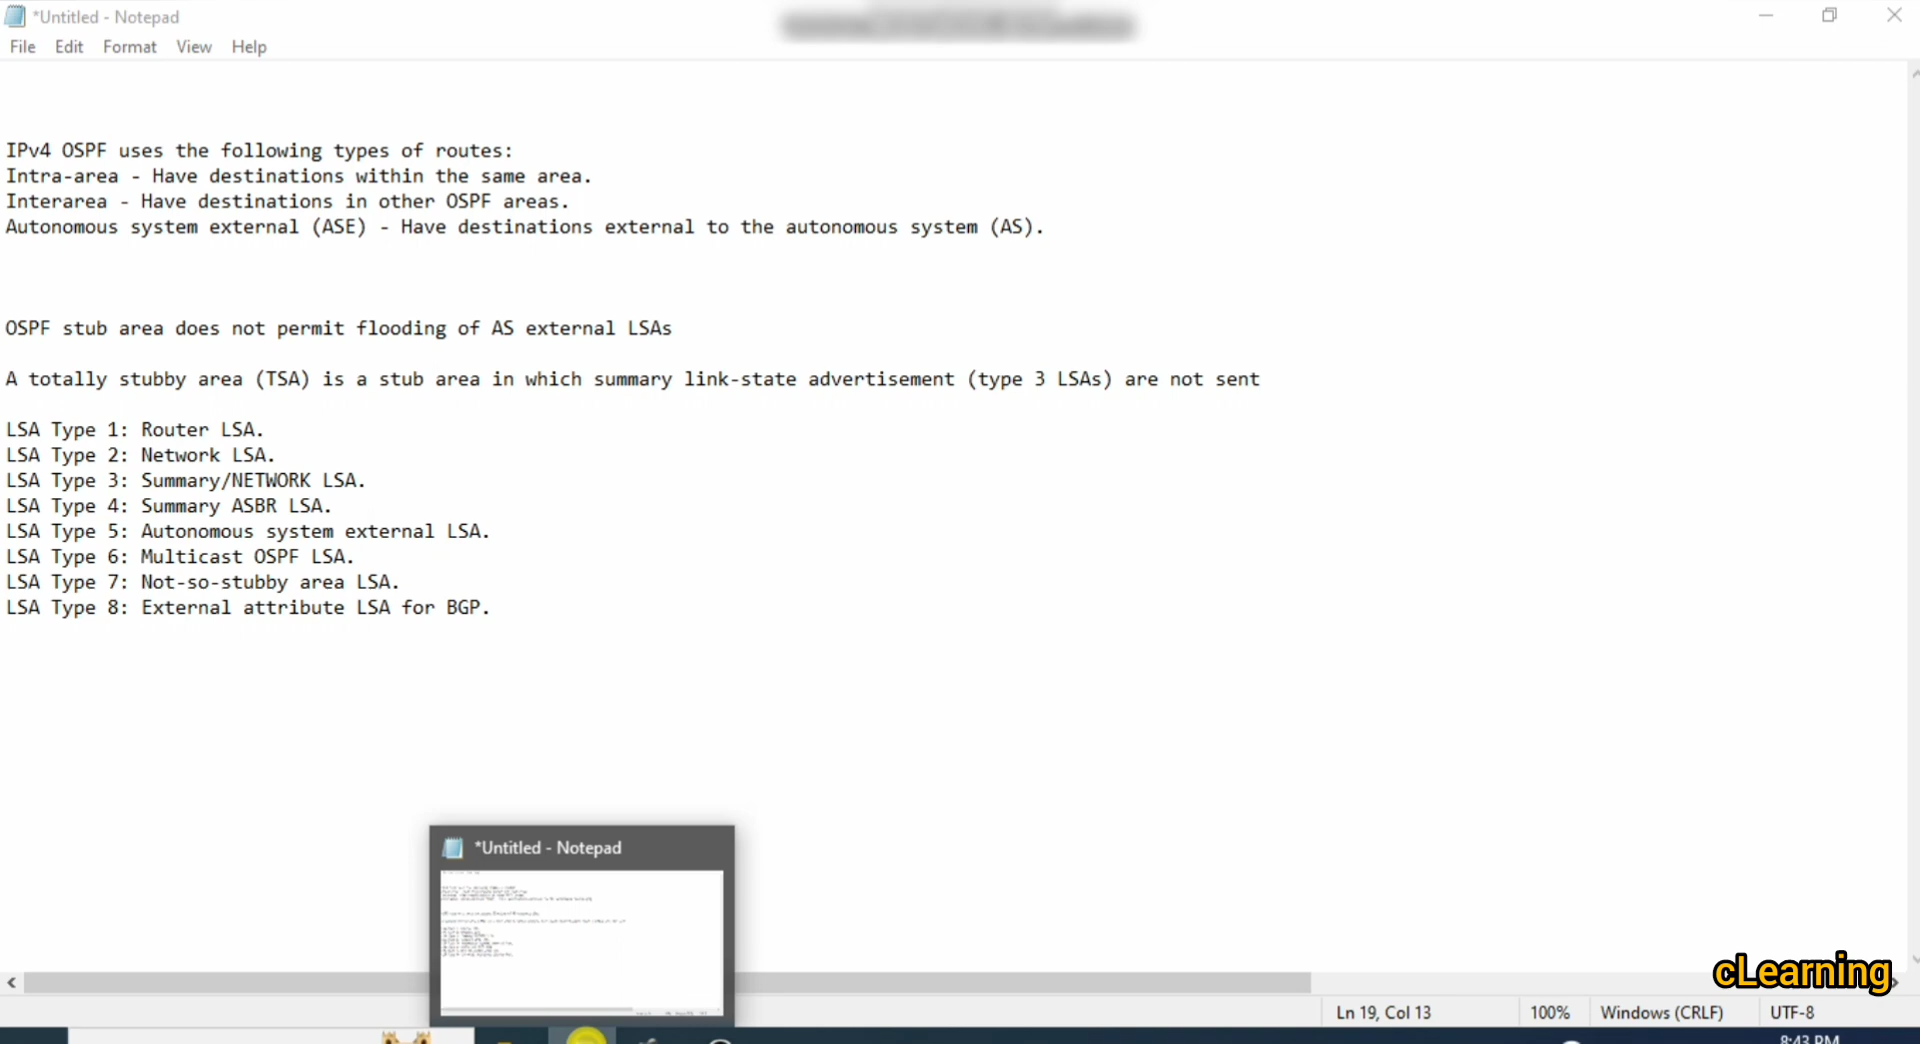 *Untitled - Notepad
File Edit Format View Help
IPv4 OSPF uses the following types of routes:
Intra-area - Have destinations within the same area.
Interarea - Have destinations in other OSPF areas.
Autonomous system external (ASE) - Have destinations external to the autonomous system (AS).
OSPF stub area does not permit flooding of AS external LSAs
A totally stubby area (TSA) is a stub area in which summary link-state advertisement (type 3 LSAs) are not sent
LSA Type 1: Router LSA.
LSA Type 2: Network LSA.
LSA Type 3: Summary/NETWORK LSA.
LSA Type 4: Summary ASBR LSA.
LSA Type 5: Autonomous system external LSA.
LSA Type 6: Multicast OSPF LSA.
LSA Type 7: Not-so-stubby area LSA.
LSA Type 8: External attribute LSA for BGP.
*Untitled - Notepad
cLearning
Ln 19, Col 13 100% Windows (CRLF) UTF-8
8:43 PM